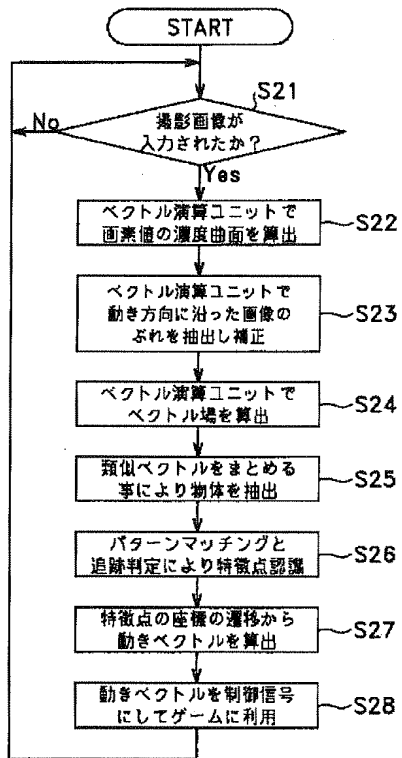 START
S21
撮影画像が
入力されたか？
No
Yes
ベクトル演算ユニットで
画素値の濃度曲面を算出
S22
ベクトル演算ユニットで
動き方向に沿った画像の
ぶれを抽出し補正
S23
ベクトル演算ユニットで
ベクトル場を算出
S24
類似ベクトルをまとめる
事により物体を抽出
S25
パターンマッチングと
追跡判定により特徴点認識
S26
特徴点の座標の遷移から
動きベクトルを算出
S27
動きベクトルを制御信号
にしてゲームに利用
S28